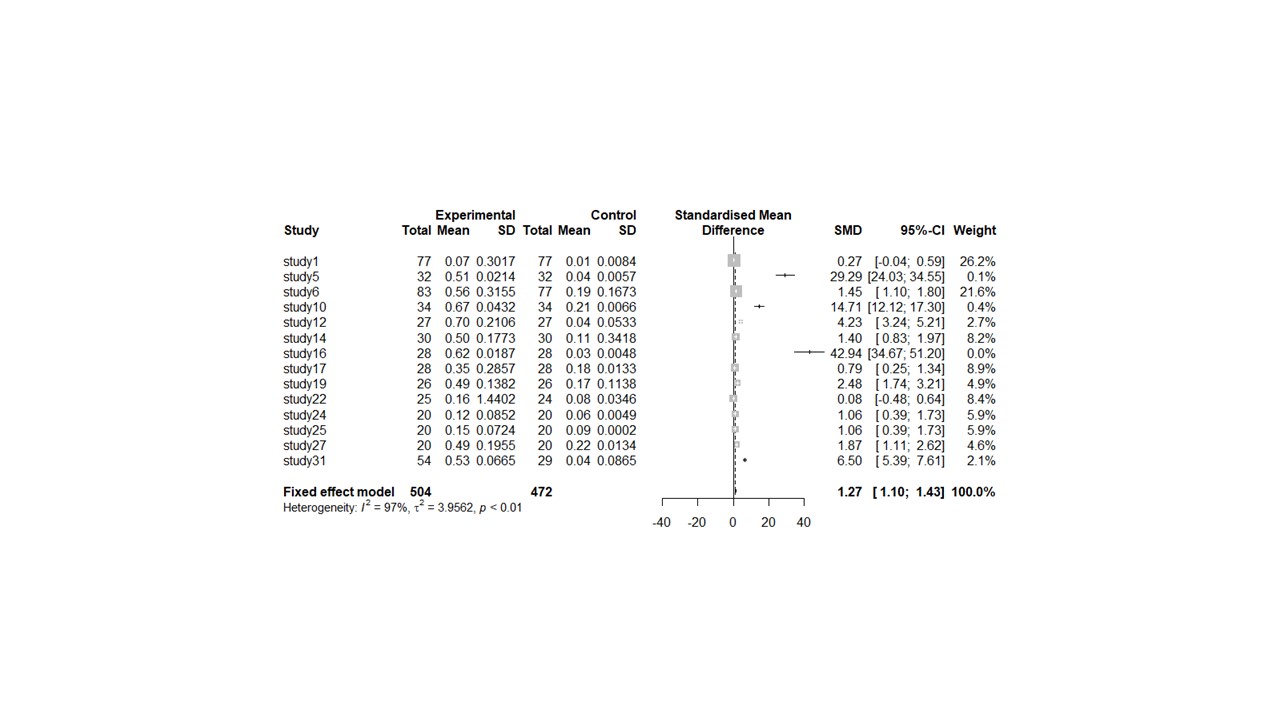 Experimental Control Standardised Mean
Study Total Mean SD Total Mean SD Difference SMD 95%-CI Weight
study1 77 0.07 0.3017 77 0.01 0.0084 0.27 [-0.04; 0.59] 26.2%
study5 32 0.51 0.0214 32 0.04 0.0057 29.29 [24.03; 34.55] 0.1%
study6 83 0.56 0.3155 77 0.19 0.1673 1.45 [ 1.10; 1.80] 21.6%
study10 34 0.67 0.0432 34 0.21 0.0066 14.71 [12.12; 17.30] 0.4%
study12 27 0.70 0.2106 27 0.04 0.0533 4.23 [ 3.24; 5.21] 2.7%
study14 30 0.50 0.1773 30 0.11 0.3418 1.40 [ 0.83; 1.97] 8.2%
study16 28 0.62 0.0187 28 0.03 0.0048 42.94 [34.67; 51.20] 0.0%
study17 28 0.35 0.2857 28 0.18 0.0133 0.79 [ 0.25; 1.34] 8.9%
study19 26 0.49 0.1382 26 0.17 0.1138 2.48 [ 1.74; 3.21] 4.9%
study22 25 0.16 1.4402 24 0.08 0.0346 0.08 [-0.48; 0.64] 8.4%
study24 20 0.12 0.0852 20 0.06 0.0049 1.06 [ 0.39; 1.73] 5.9%
study25 20 0.15 0.0724 20 0.09 0.0002 1.06 [ 0.39; 1.73] 5.9%
study27 20 0.49 0.1955 20 0.22 0.0134 1.87 [ 1.11; 2.62] 4.6%
study31 54 0.53 0.0665 29 0.04 0.0865 6.50 [ 5.39; 7.61] 2.1%
Fixed effect model 504 472 1.27 [ 1.10; 1.43] 100.0%
Heterogeneity: I² = 97%, τ² = 3.9562, p < 0.01
-40 -20 0 20 40